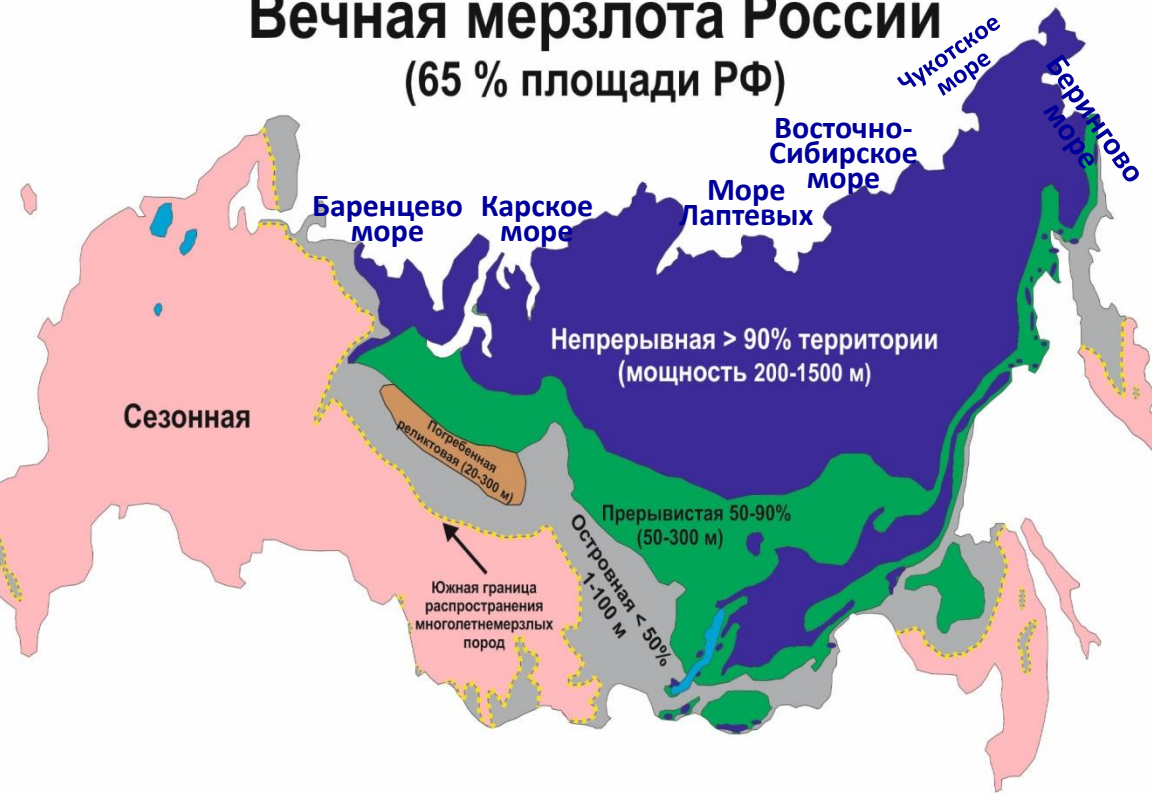 Вечная мерзлота России
(65 % площади РФ)
Чукотское
море
Берингово
море
Восточно-
Сибирское
море
Море
Лаптевых
Баренцево
море
Карское
море
Непрерывная > 90% территории
(мощность 200-1500 м)
Сезонная
Погребенная
реликтовая (20-300 м)
Прерывистая 50-90%
(50-300 м)
Островная < 50%
1-100 м
Южная граница
распространения
многолетнемерзлых
пород